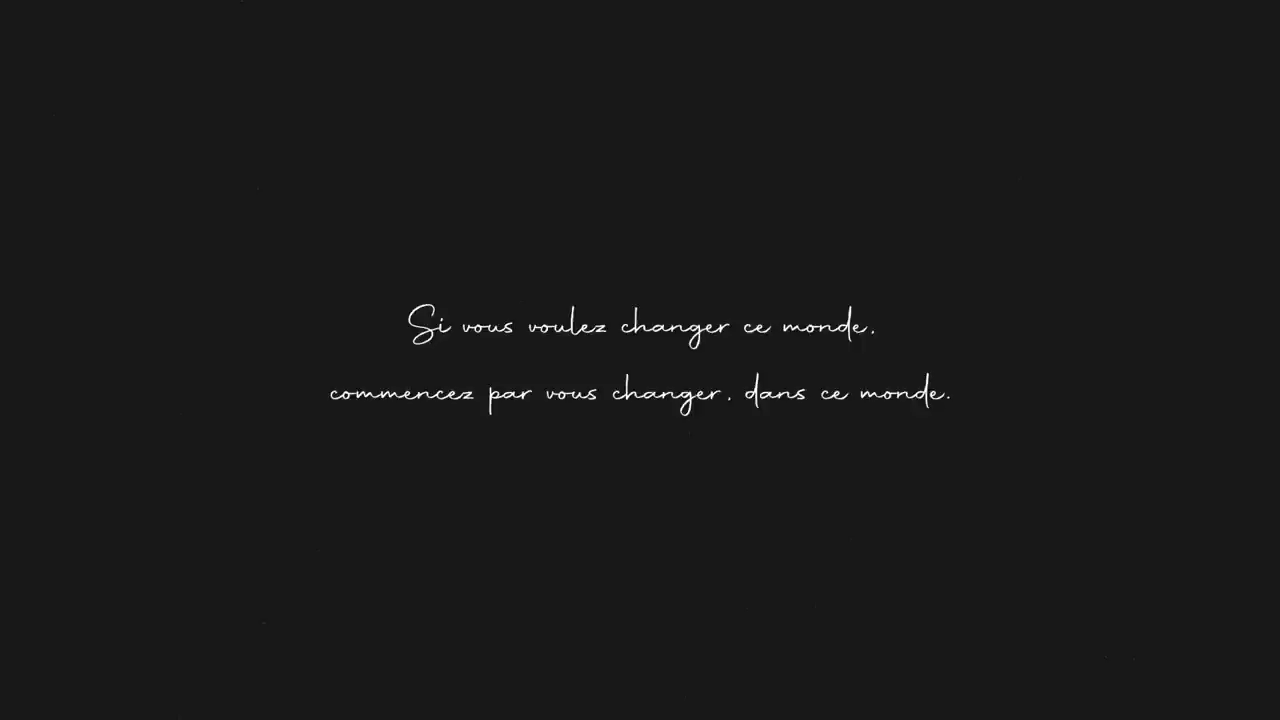 Si vous voulez changer ce monde,
commencez par vous changer, dans ce monde.